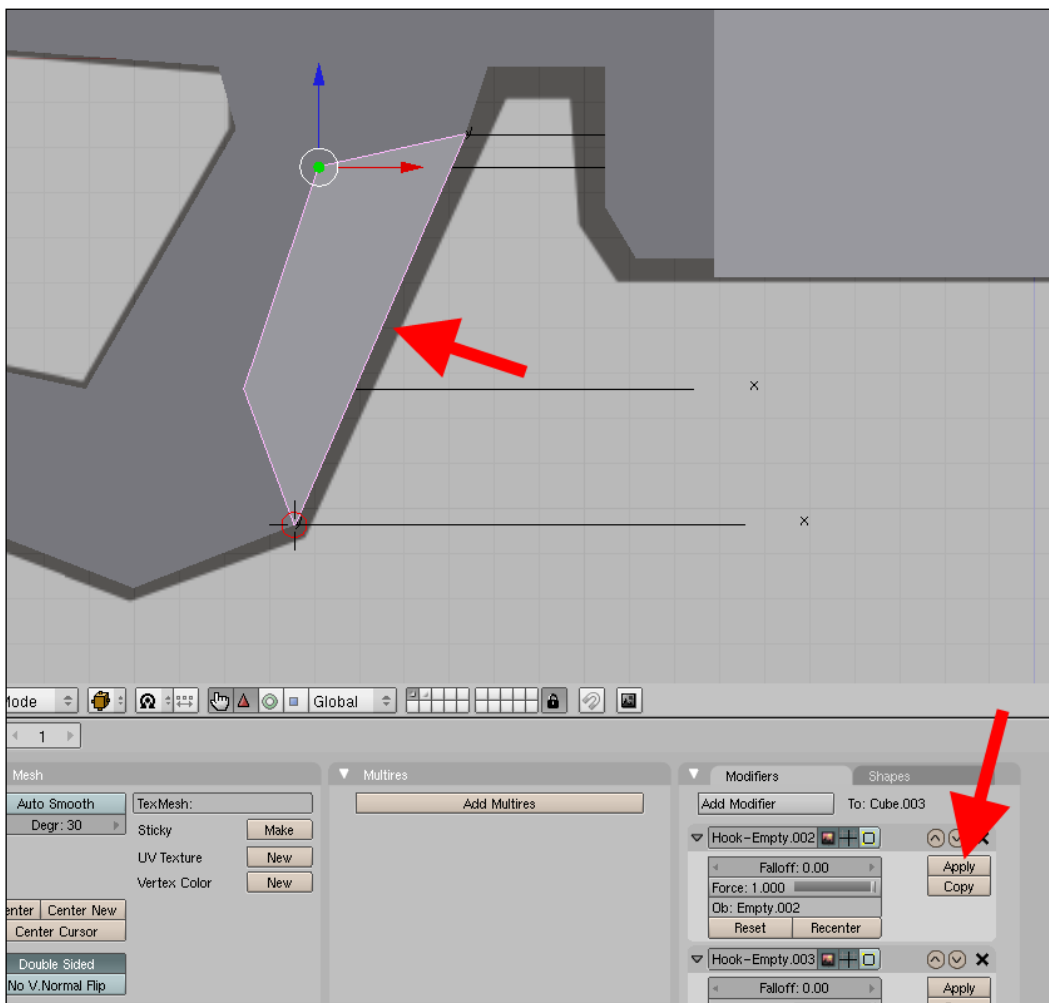 Mode
Global
1
Mesh
Multires
Modifiers
Shapes
Auto Smooth
TexMesh:
Add Multires
Add Modifier
To: Cube.003
Degr: 30
Sticky
Make
Hook-Empty.002
UV Texture
New
Falloff: 0.00
Apply
Vertex Color
New
Force: 1.000
Copy
Ob: Empty.002
enter
Center New
Reset
Recenter
Center Cursor
Double Sided
Hook-Empty.003
No V.Normal Flip
Falloff: 0.00
Apply